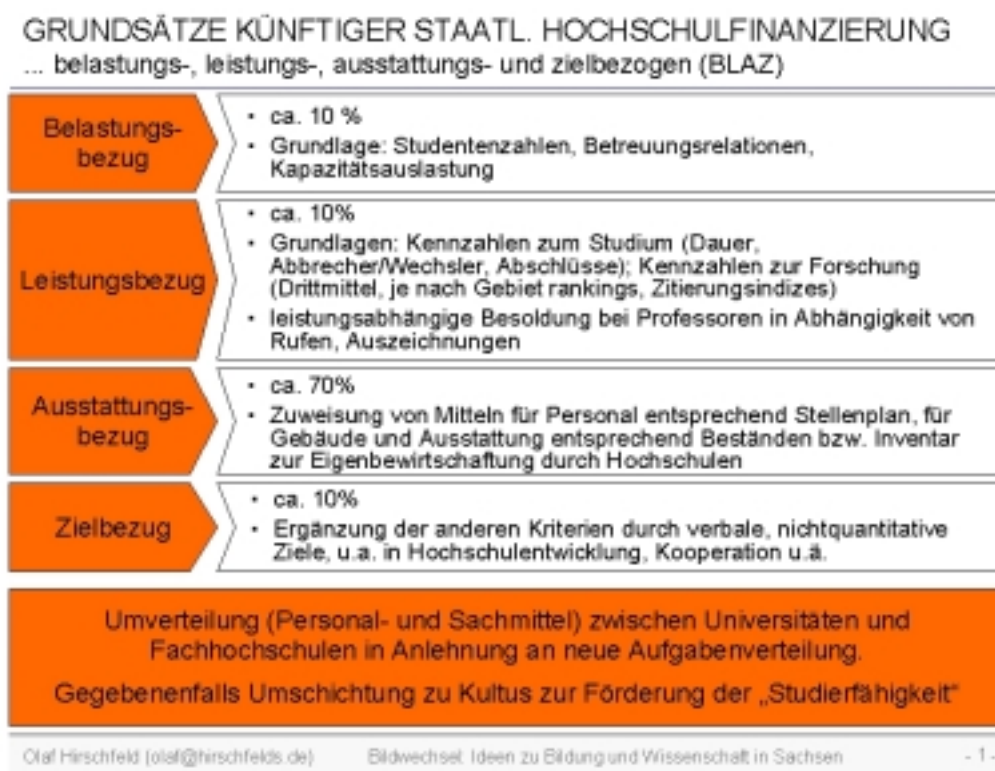 GRUNDSÄTZE KÜNFTIGER STAATL. HOCHSCHULFINANZIERUNG
... belastungs-, leistungs-, ausstattungs- und zielbezogen (BLAZ)
Belastungs-
bezug
• ca. 10 %
• Grundlage: Studentenzahlen, Betreuungsrelationen,
Kapazitätsauslastung
Leistungsbezug
• ca. 10%
• Grundlagen: Kennzahlen zum Studium (Dauer,
Abbrecher/Wechsler, Abschlüsse); Kennzahlen zur Forschung
(Drittmittel, je nach Gebiet rankings, Zitierungsindizes)
• leistungsabhängige Besoldung bei Professoren in Abhängigkeit von
Rufen, Auszeichnungen
Ausstattungs-
bezug
• ca. 70%
• Zuweisung von Mitteln für Personal entsprechend Stellenplan, für
Gebäude und Ausstattung entsprechend Beständen bzw. Inventar
zur Eigenbewirtschaftung durch Hochschulen
Zielbezug
• ca. 10%
• Ergänzung der anderen Kriterien durch verbale, nichtquantitative
Ziele, u.a. in Hochschulentwicklung, Kooperation u.ä.
Umverteilung (Personal- und Sachmittel) zwischen Universitäten und
Fachhochschulen in Anlehnung an neue Aufgabenverteilung.
Gegebenenfalls Umschichtung zu Kultus zur Förderung der „Studierfähigkeit“
Olaf Hirschfeld (olaf@hirschfelds.de) Bildwechsel: Ideen zu Bildung und Wissenschaft in Sachsen - 1 -